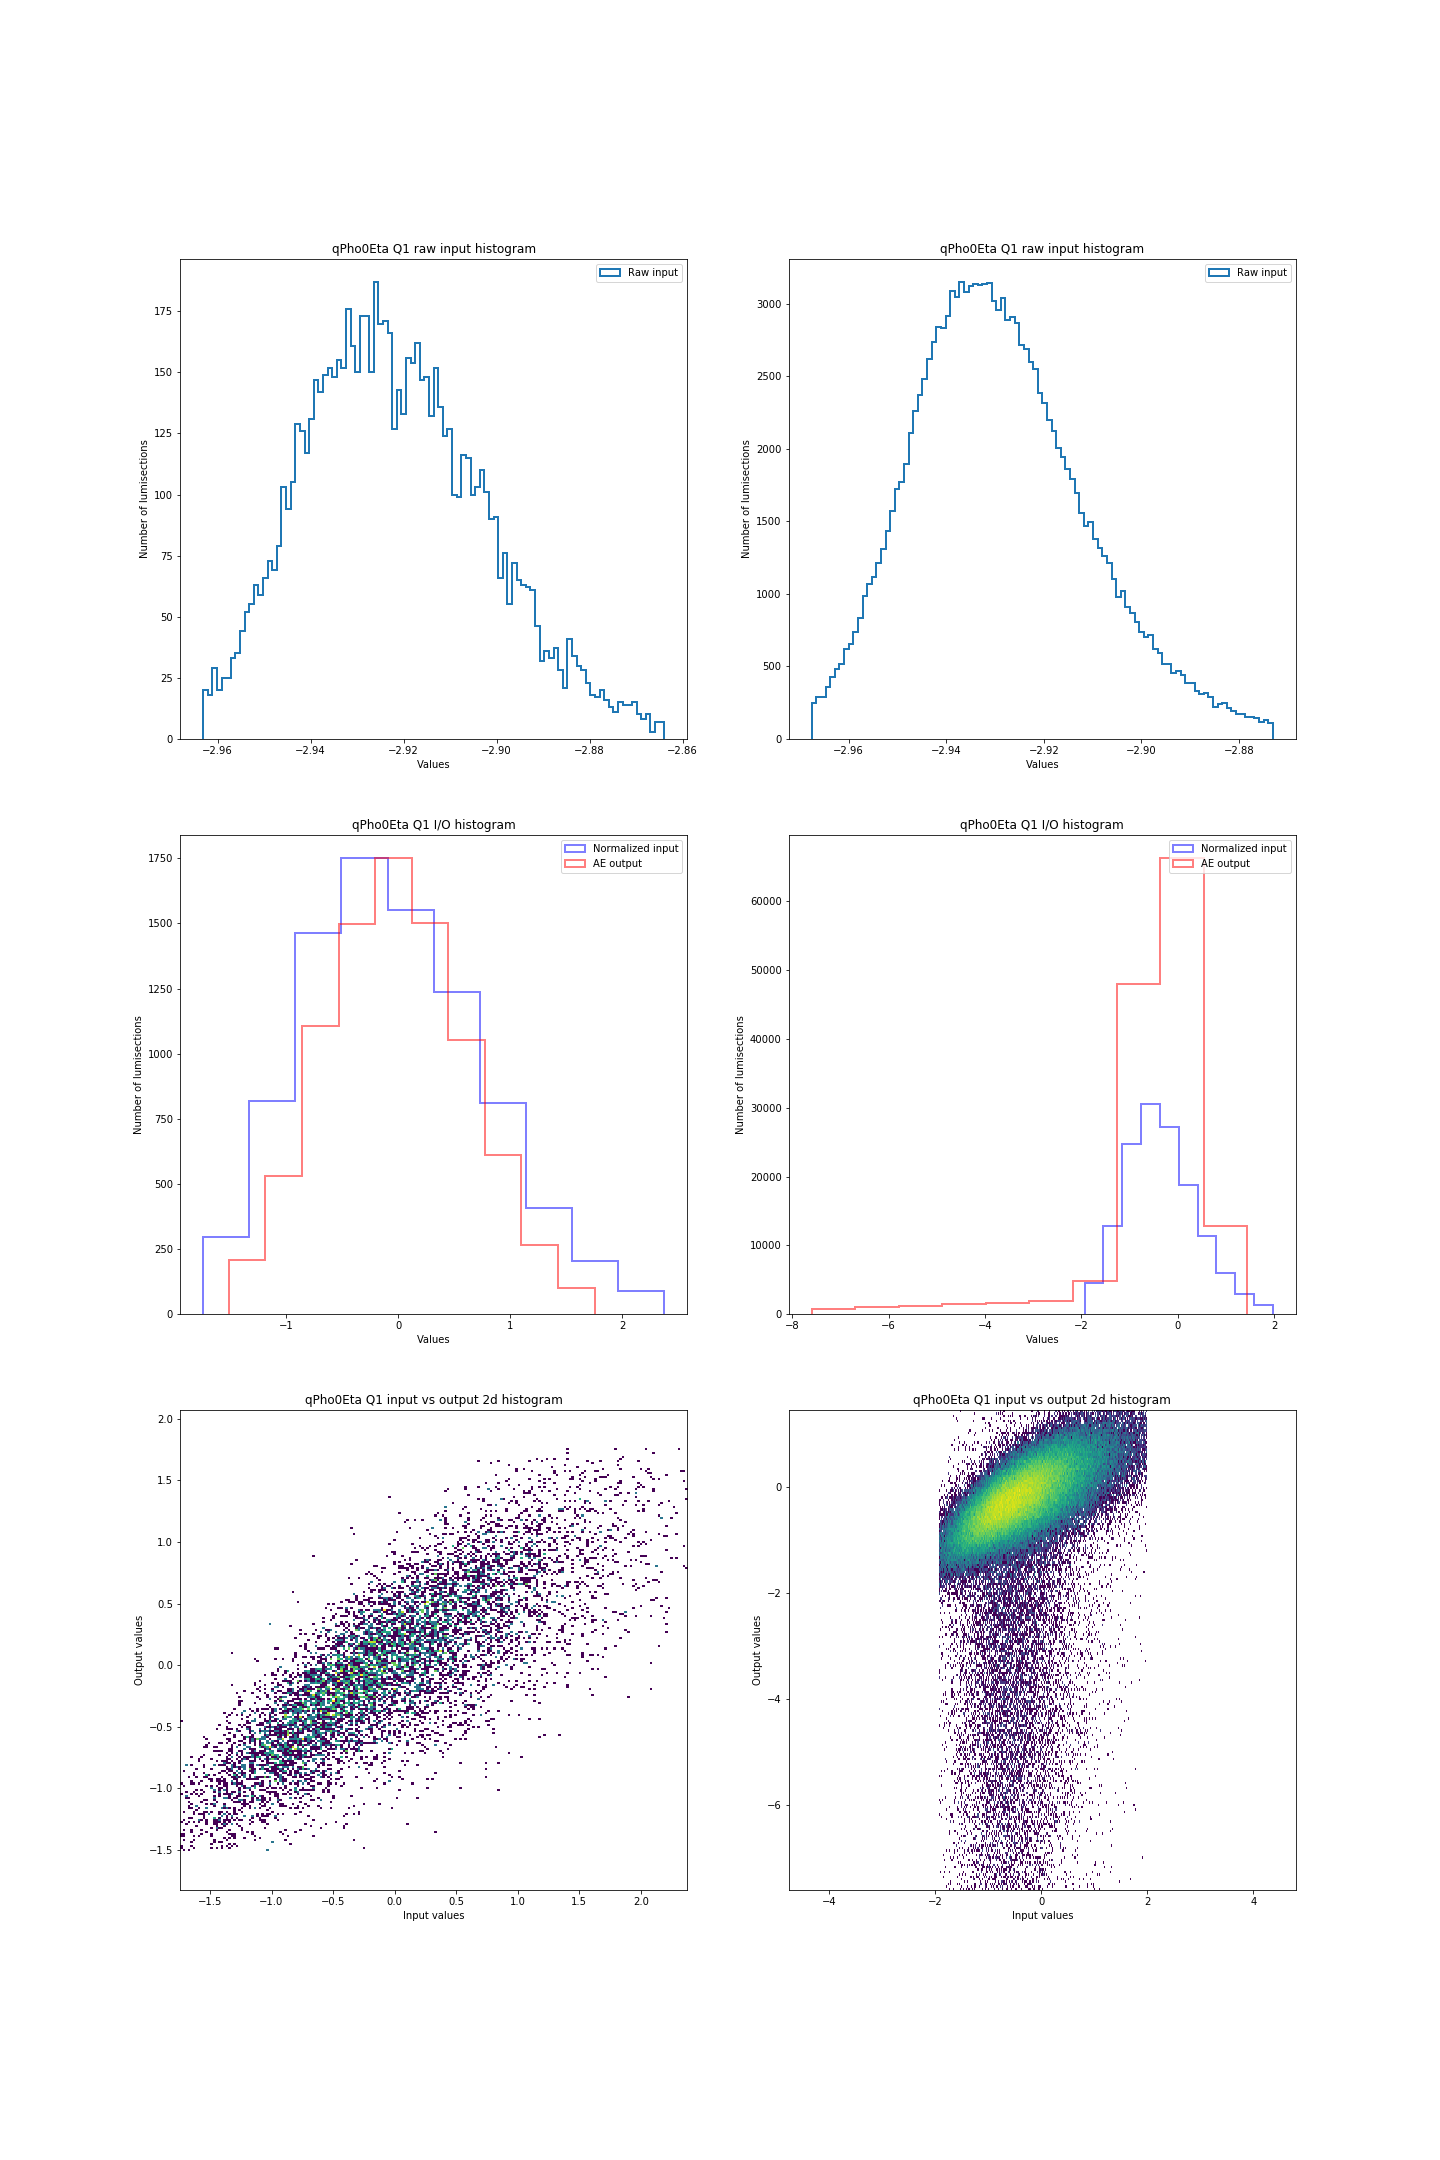 qPho0Eta Q1 raw input histogram
Raw input
Number of lumisections
175
150
125
100
75
50
25
0
−2.96 −2.94 −2.92 −2.90 −2.88 −2.86
Values
qPho0Eta Q1 raw input histogram
Raw input
Number of lumisections
3000
2500
2000
1500
1000
500
0
−2.96 −2.94 −2.92 −2.90 −2.88
Values
qPho0Eta Q1 I/O histogram
Normalized input
AE output
Number of lumisections
1750
1500
1250
1000
750
500
250
0
−1 0 1 2
Values
qPho0Eta Q1 I/O histogram
Normalized input
AE output
Number of lumisections
60000
50000
40000
30000
20000
10000
0
−8 −6 −4 −2 0 2
Values
qPho0Eta Q1 input vs output 2d histogram
Output values
2.0
1.5
1.0
0.5
0.0
−0.5
−1.0
−1.5
−1.5 −1.0 −0.5 0.0 0.5 1.0 1.5 2.0
Input values
qPho0Eta Q1 input vs output 2d histogram
Output values
0
−2
−4
−6
−4 −2 0 2 4
Input values